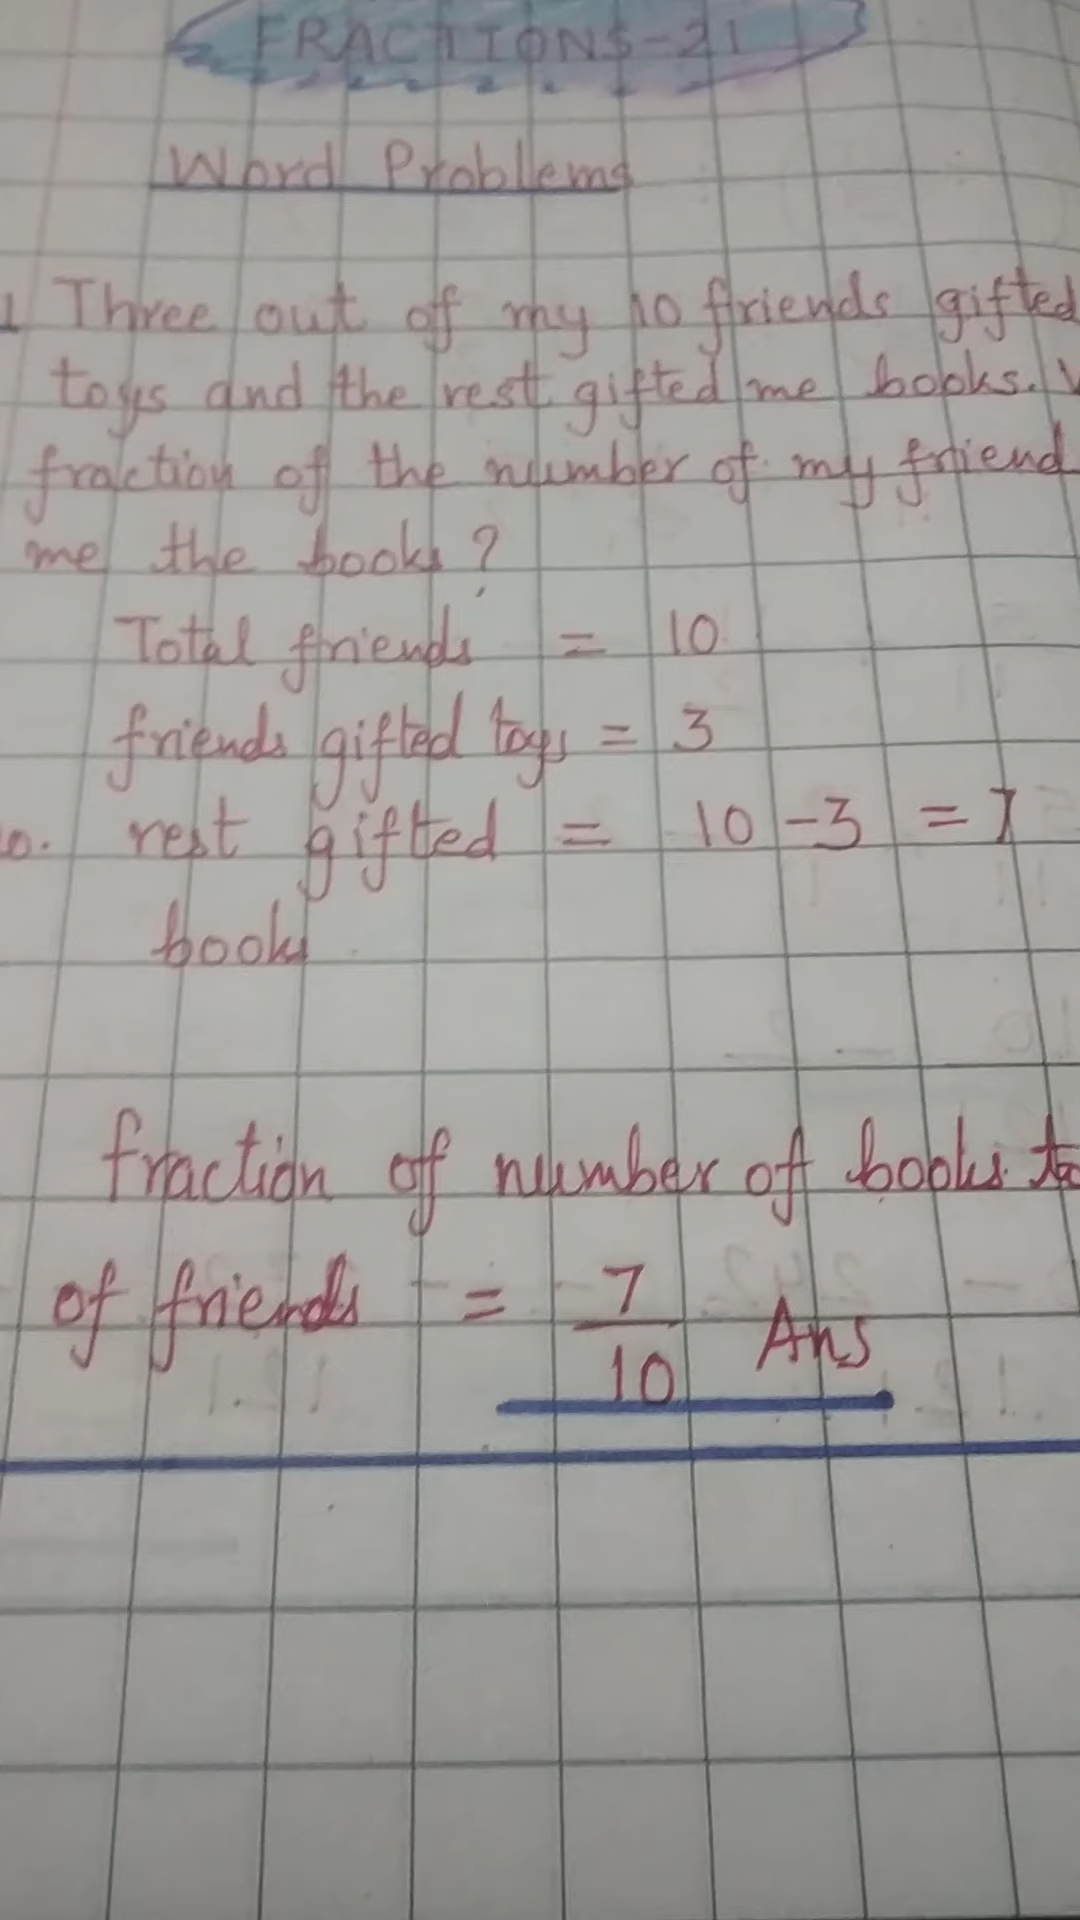 FRACTIONS-21
Word Problems
1 Three out of my 10 friends gifted
toys and the rest gifted me books.
fraction of the number of my friend
me the books?
Total friends = 10
friends gifted toys = 3
rest gifted = 10 - 3 = 7
books
fraction of number of books to
of friends = 7/10 Ans